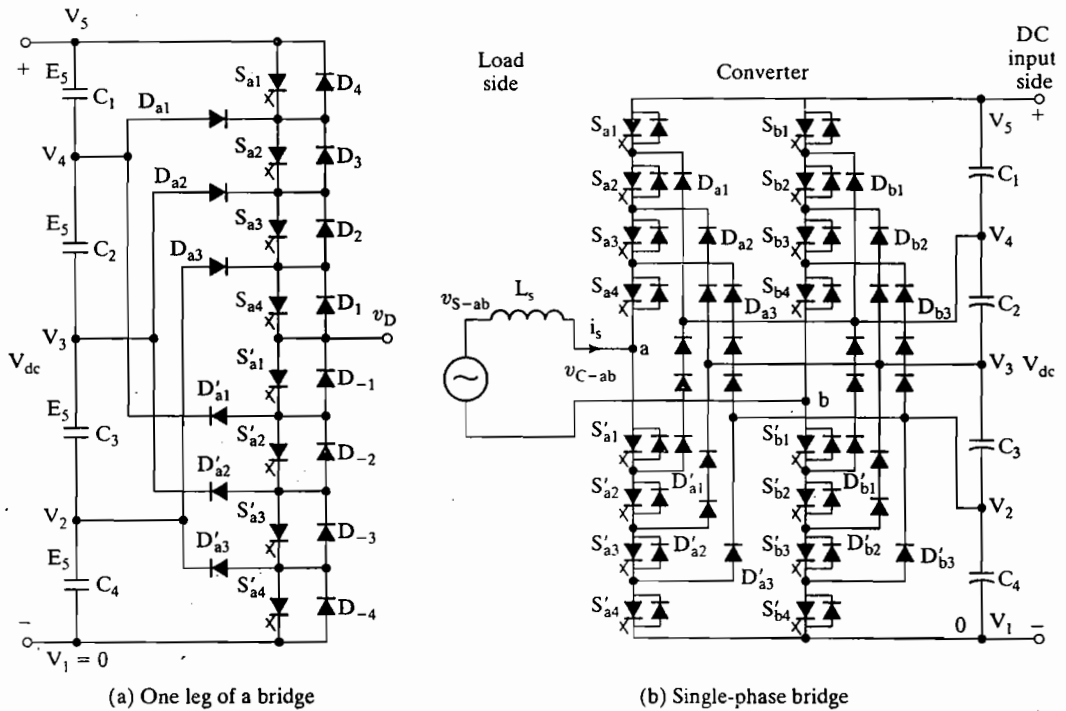 V5
+
E5
C1
Da1
Sa1
D4
V4
Da2
Sa2
D3
E5
C2
Da3
Sa3
D2
Sa4
D1
vD
V3
Vdc
S′a1
D−1
D′a1
E5
C3
S′a2
D−2
D′a2
V2
S′a3
D−3
D′a3
E5
C4
S′a4
D−4
−
V1 = 0
(a) One leg of a bridge
Load
side
Converter
DC
input
side
Sa1
Sb1
V5
+
Sa2
Da1
Sb2
Db1
C1
Sa3
Da2
Sb3
Db2
V4
Sa4
Da3
Sb4
Db3
C2
vS−ab
Ls
is
a
vC−ab
V3 Vdc
b
S′a1
S′b1
C3
D′a1
D′b1
S′a2
S′b2
V2
D′a2
D′b2
S′a3
S′b3
D′a3
D′b3
C4
S′a4
S′b4
0
V1
−
(b) Single-phase bridge